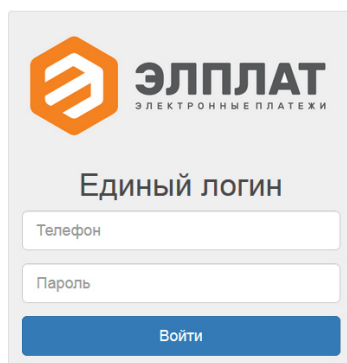 ЭЛПЛАТ
ЭЛЕКТРОННЫЕ ПЛАТЕЖИ
Единый логин
Телефон
Пароль
Войти